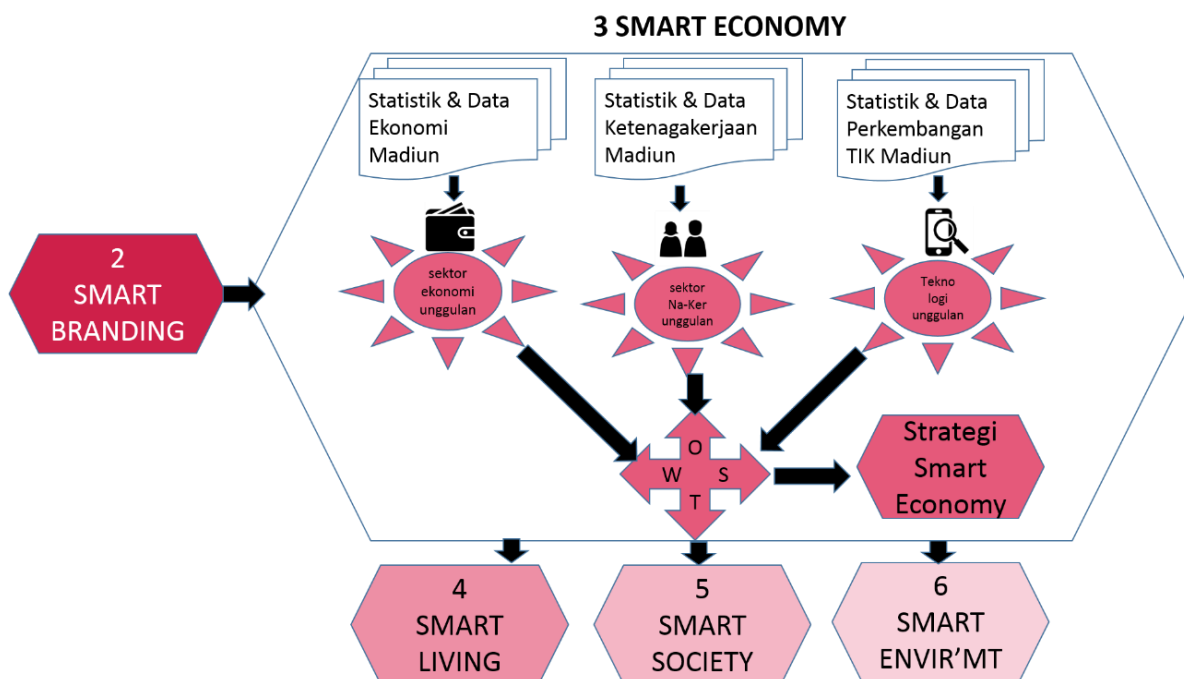 3 SMART ECONOMY
Statistik & Data
Ekonomi
Madiun
Statistik & Data
Ketenagakerjaan
Madiun
Statistik & Data
Perkembangan
TIK Madiun
2
SMART
BRANDING
sektor
ekonomi
unggulan
sektor
Na-Ker
unggulan
Tekno
logi
unggulan
O
W S
T
Strategi
Smart
Economy
4
SMART
LIVING
5
SMART
SOCIETY
6
SMART
ENVIR’MT